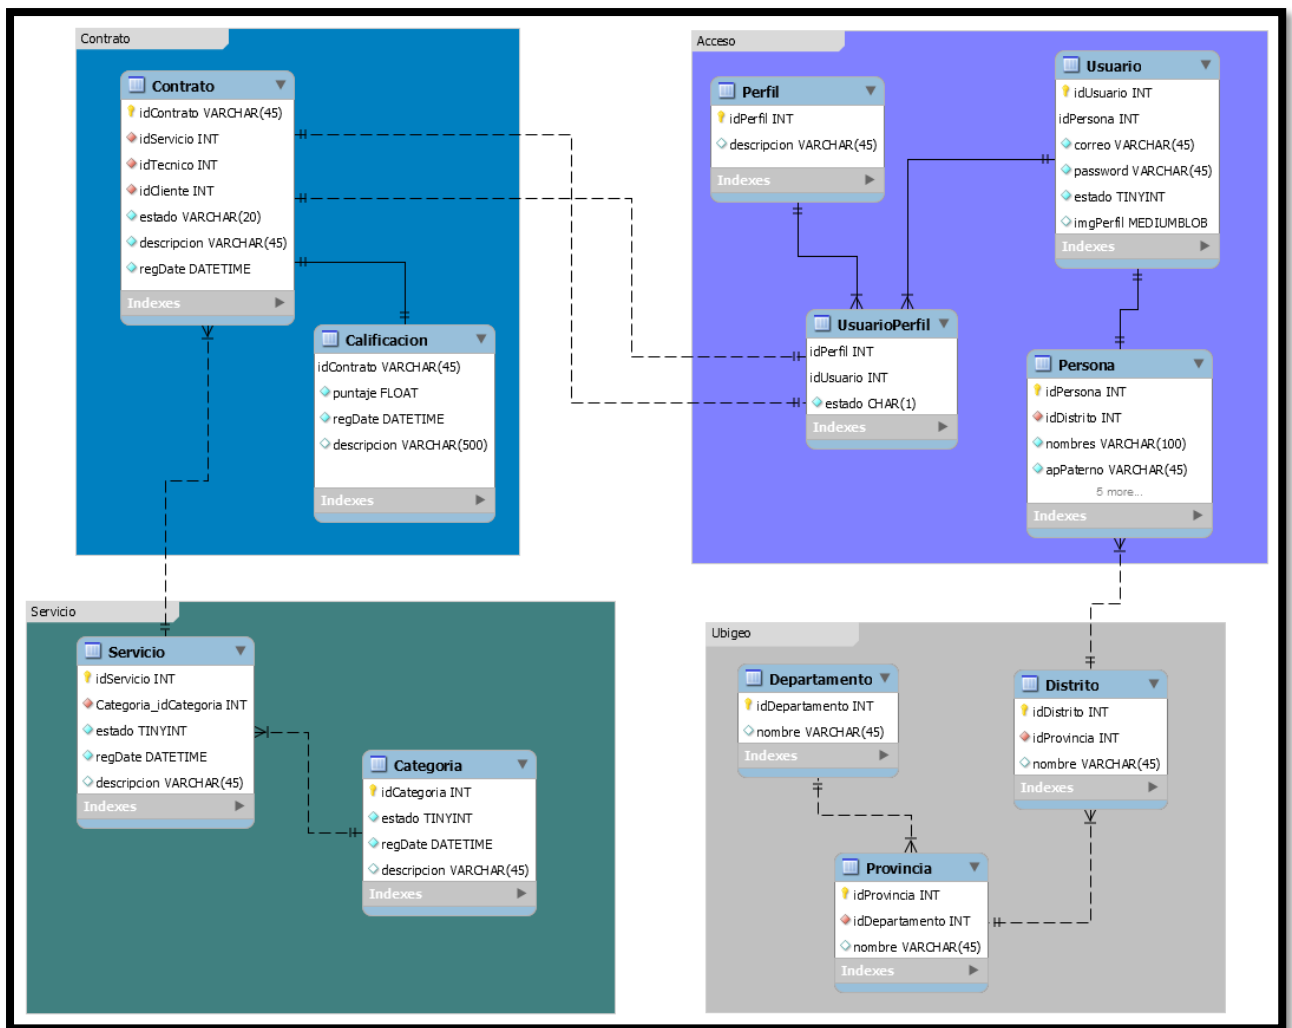 Contrato
Contrato
idContrato VARCHAR(45)
idServicio INT
idTecnico INT
idCliente INT
estado VARCHAR(20)
descripcion VARCHAR(45)
regDate DATETIME
Indexes
Calificacion
idContrato VARCHAR(45)
puntaje FLOAT
regDate DATETIME
descripcion VARCHAR(500)
Indexes
Acceso
Perfil
idPerfil INT
descripcion VARCHAR(45)
Indexes
Usuario
idUsuario INT
idPersona INT
correo VARCHAR(45)
password VARCHAR(45)
estado TINYINT
imgPerfil MEDIUMBLOB
Indexes
UsuarioPerfil
idPerfil INT
idUsuario INT
estado CHAR(1)
Indexes
Persona
idPersona INT
idDistrito INT
nombres VARCHAR(100)
apPaterno VARCHAR(45)
5 more...
Indexes
Servicio
Servicio
idServicio INT
Categoria_idCategoria INT
estado TINYINT
regDate DATETIME
descripcion VARCHAR(45)
Indexes
Categoria
idCategoria INT
estado TINYINT
regDate DATETIME
descripcion VARCHAR(45)
Indexes
Ubigeo
Departamento
idDepartamento INT
nombre VARCHAR(45)
Indexes
Distrito
idDistrito INT
idProvincia INT
nombre VARCHAR(45)
Indexes
Provincia
idProvincia INT
idDepartamento INT
nombre VARCHAR(45)
Indexes